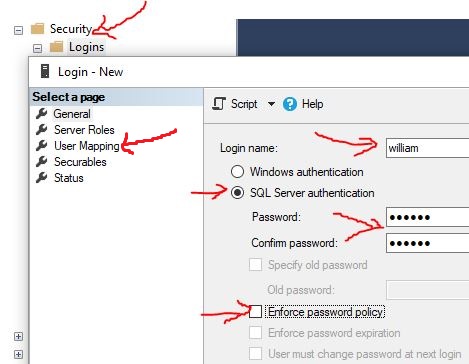 Security
Logins
Login - New
Select a page
General
Server Roles
User Mapping
Securables
Status
Script
Help
Login name:
william
Windows authentication
SQL Server authentication
Password:
●●●●●●
Confirm password:
●●●●●●
Specify old password
Old password:
Enforce password policy
Enforce password expiration
User must change password at next login